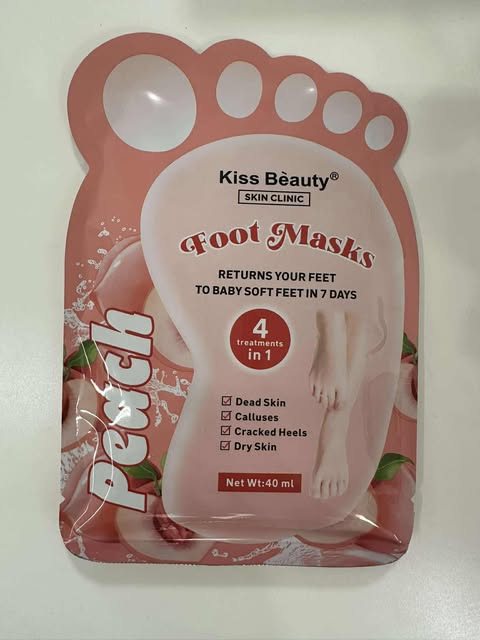 Kiss Bèauty®
SKIN CLINIC
Foot Masks
RETURNS YOUR FEET
TO BABY SOFT FEET IN 7 DAYS
4
treatments
in 1
Dead Skin
Calluses
Cracked Heels
Dry Skin
Net Wt:40 ml
Peach